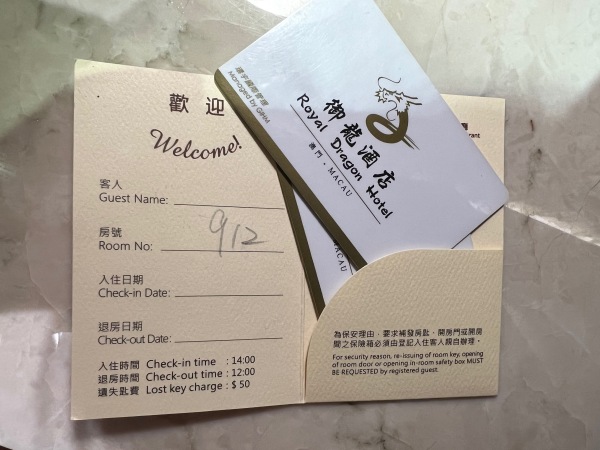 歡迎
Welcome!
客人
Guest Name:
房號
Room No: 912
入住日期
Check-in Date:
退房日期
Check-out Date:
入住時間 Check-in time : 14:00
退房時間 Check-out time : 12:00
遺失匙費 Lost key charge : $ 50
Managed by GIHM
御龍酒店
Royal Dragon Hotel
澳門 · MACAU
MACAU
為保安理由，要求補發房匙、開房門或開房
間之保險箱必須由登記入住客人親自辦理。
For security reason, re-issuing of room key, opening
of room door or opening in-room safety box MUST
BE REQUESTED by registered guest.